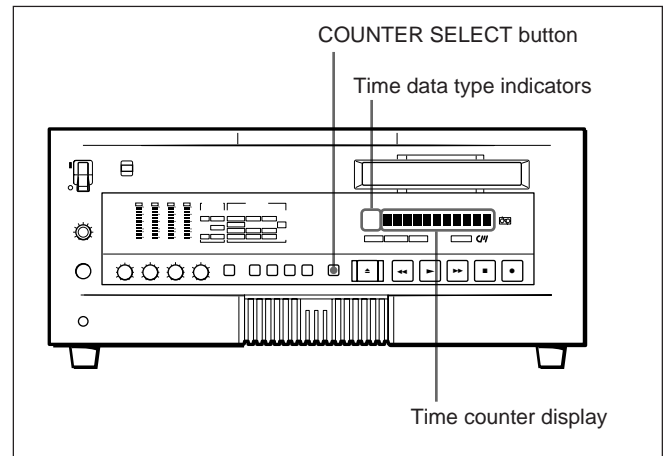 COUNTER SELECT button
Time data type indicators
Time counter display